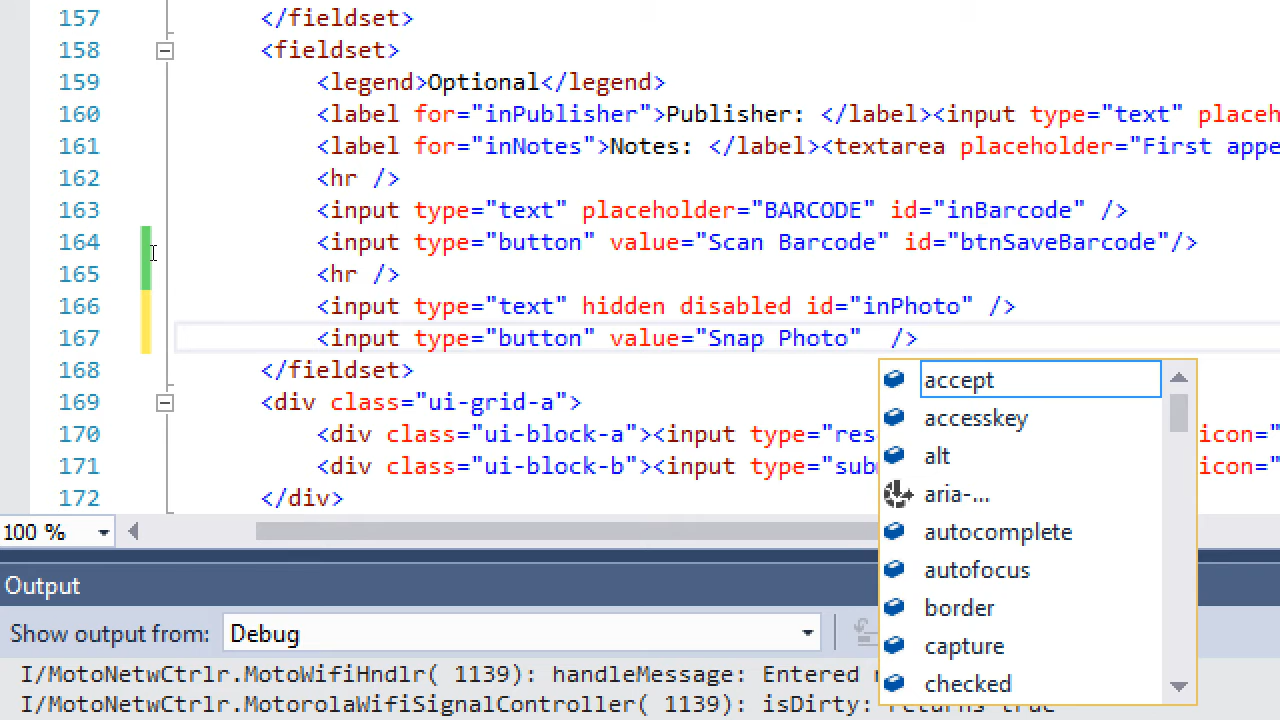 157 </fieldset>
158 <fieldset>
159 <legend>Optional</legend>
160 <label for="inPublisher">Publisher: </label><input type="text" placeh
161 <label for="inNotes">Notes: </label><textarea placeholder="First appe
162 <hr />
163 <input type="text" placeholder="BARCODE" id="inBarcode" />
164 <input type="button" value="Scan Barcode" id="btnSaveBarcode"/>
165 <hr />
166 <input type="text" hidden disabled id="inPhoto" />
167 <input type="button" value="Snap Photo"  />
168 </fieldset>
169 <div class="ui-grid-a">
170 <div class="ui-block-a"><input type="res icon="
171 <div class="ui-block-b"><input type="sub icon="
172 </div>
accept
accesskey
alt
aria-...
autocomplete
autofocus
border
capture
checked
100 %
Output
Show output from: Debug
I/MotoNetwCtrlr.MotoWifiHndlr( 1139): handleMessage: Entered
I/MotoNetwCtrlr.MotorolaWifiSignalController( 1139): isDirty: returns true